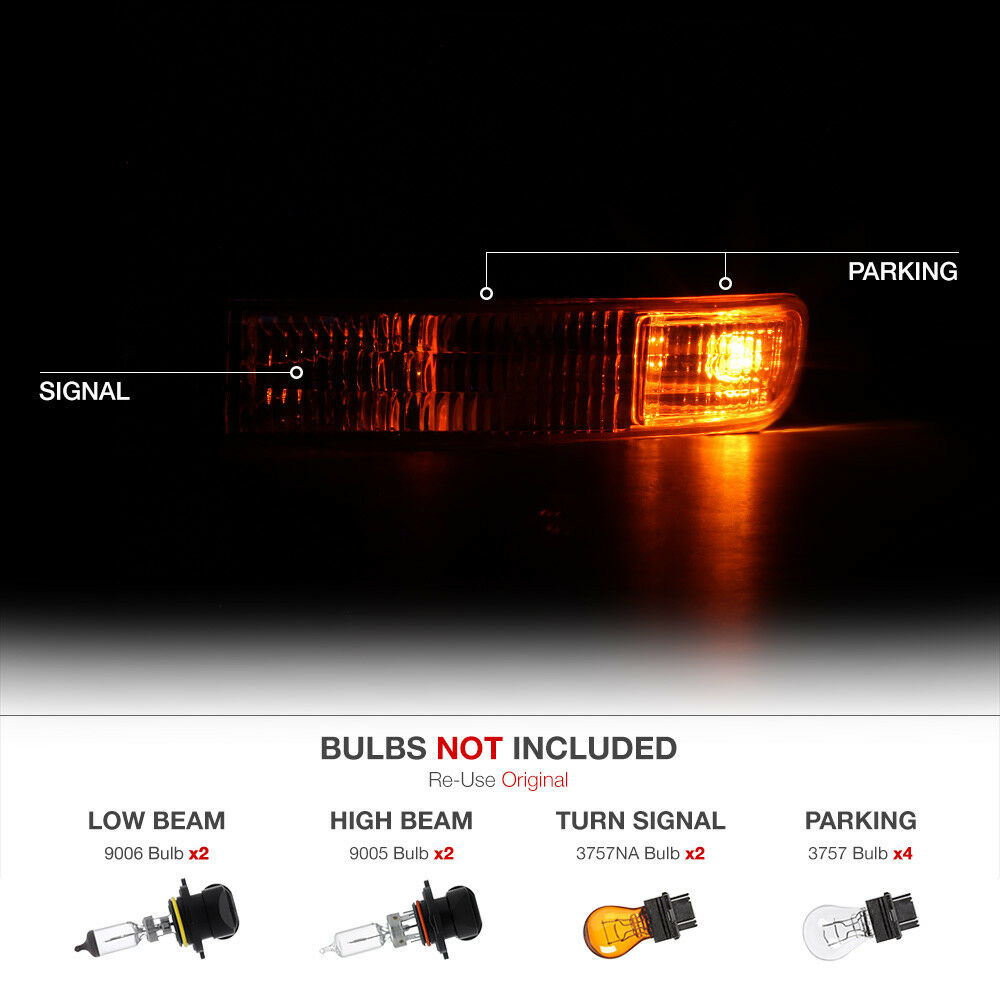 PARKING
SIGNAL
BULBS NOT INCLUDED
Re-Use Original
LOW BEAM
9006 Bulb x2
HIGH BEAM
9005 Bulb x2
TURN SIGNAL
3757NA Bulb x2
PARKING
3757 Bulb x4